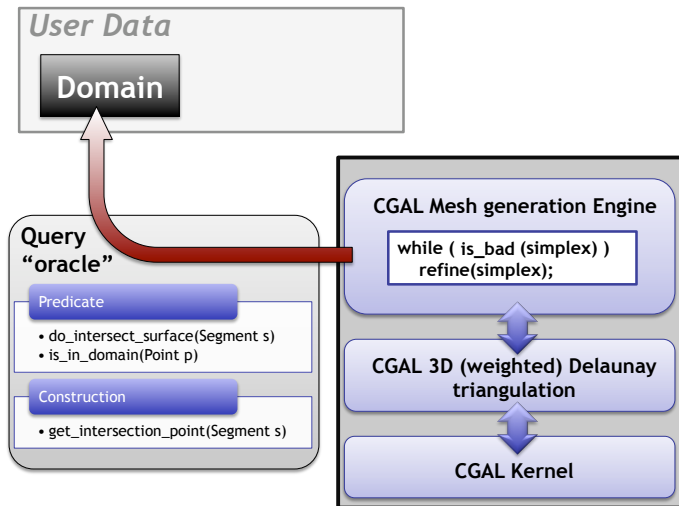 User Data
Domain
Query
“oracle”
Predicate
• do_intersect_surface(Segment s)
• is_in_domain(Point p)
Construction
• get_intersection_point(Segment s)
CGAL Mesh generation Engine
while ( is_bad (simplex) )
refine(simplex);
CGAL 3D (weighted) Delaunay
triangulation
CGAL Kernel